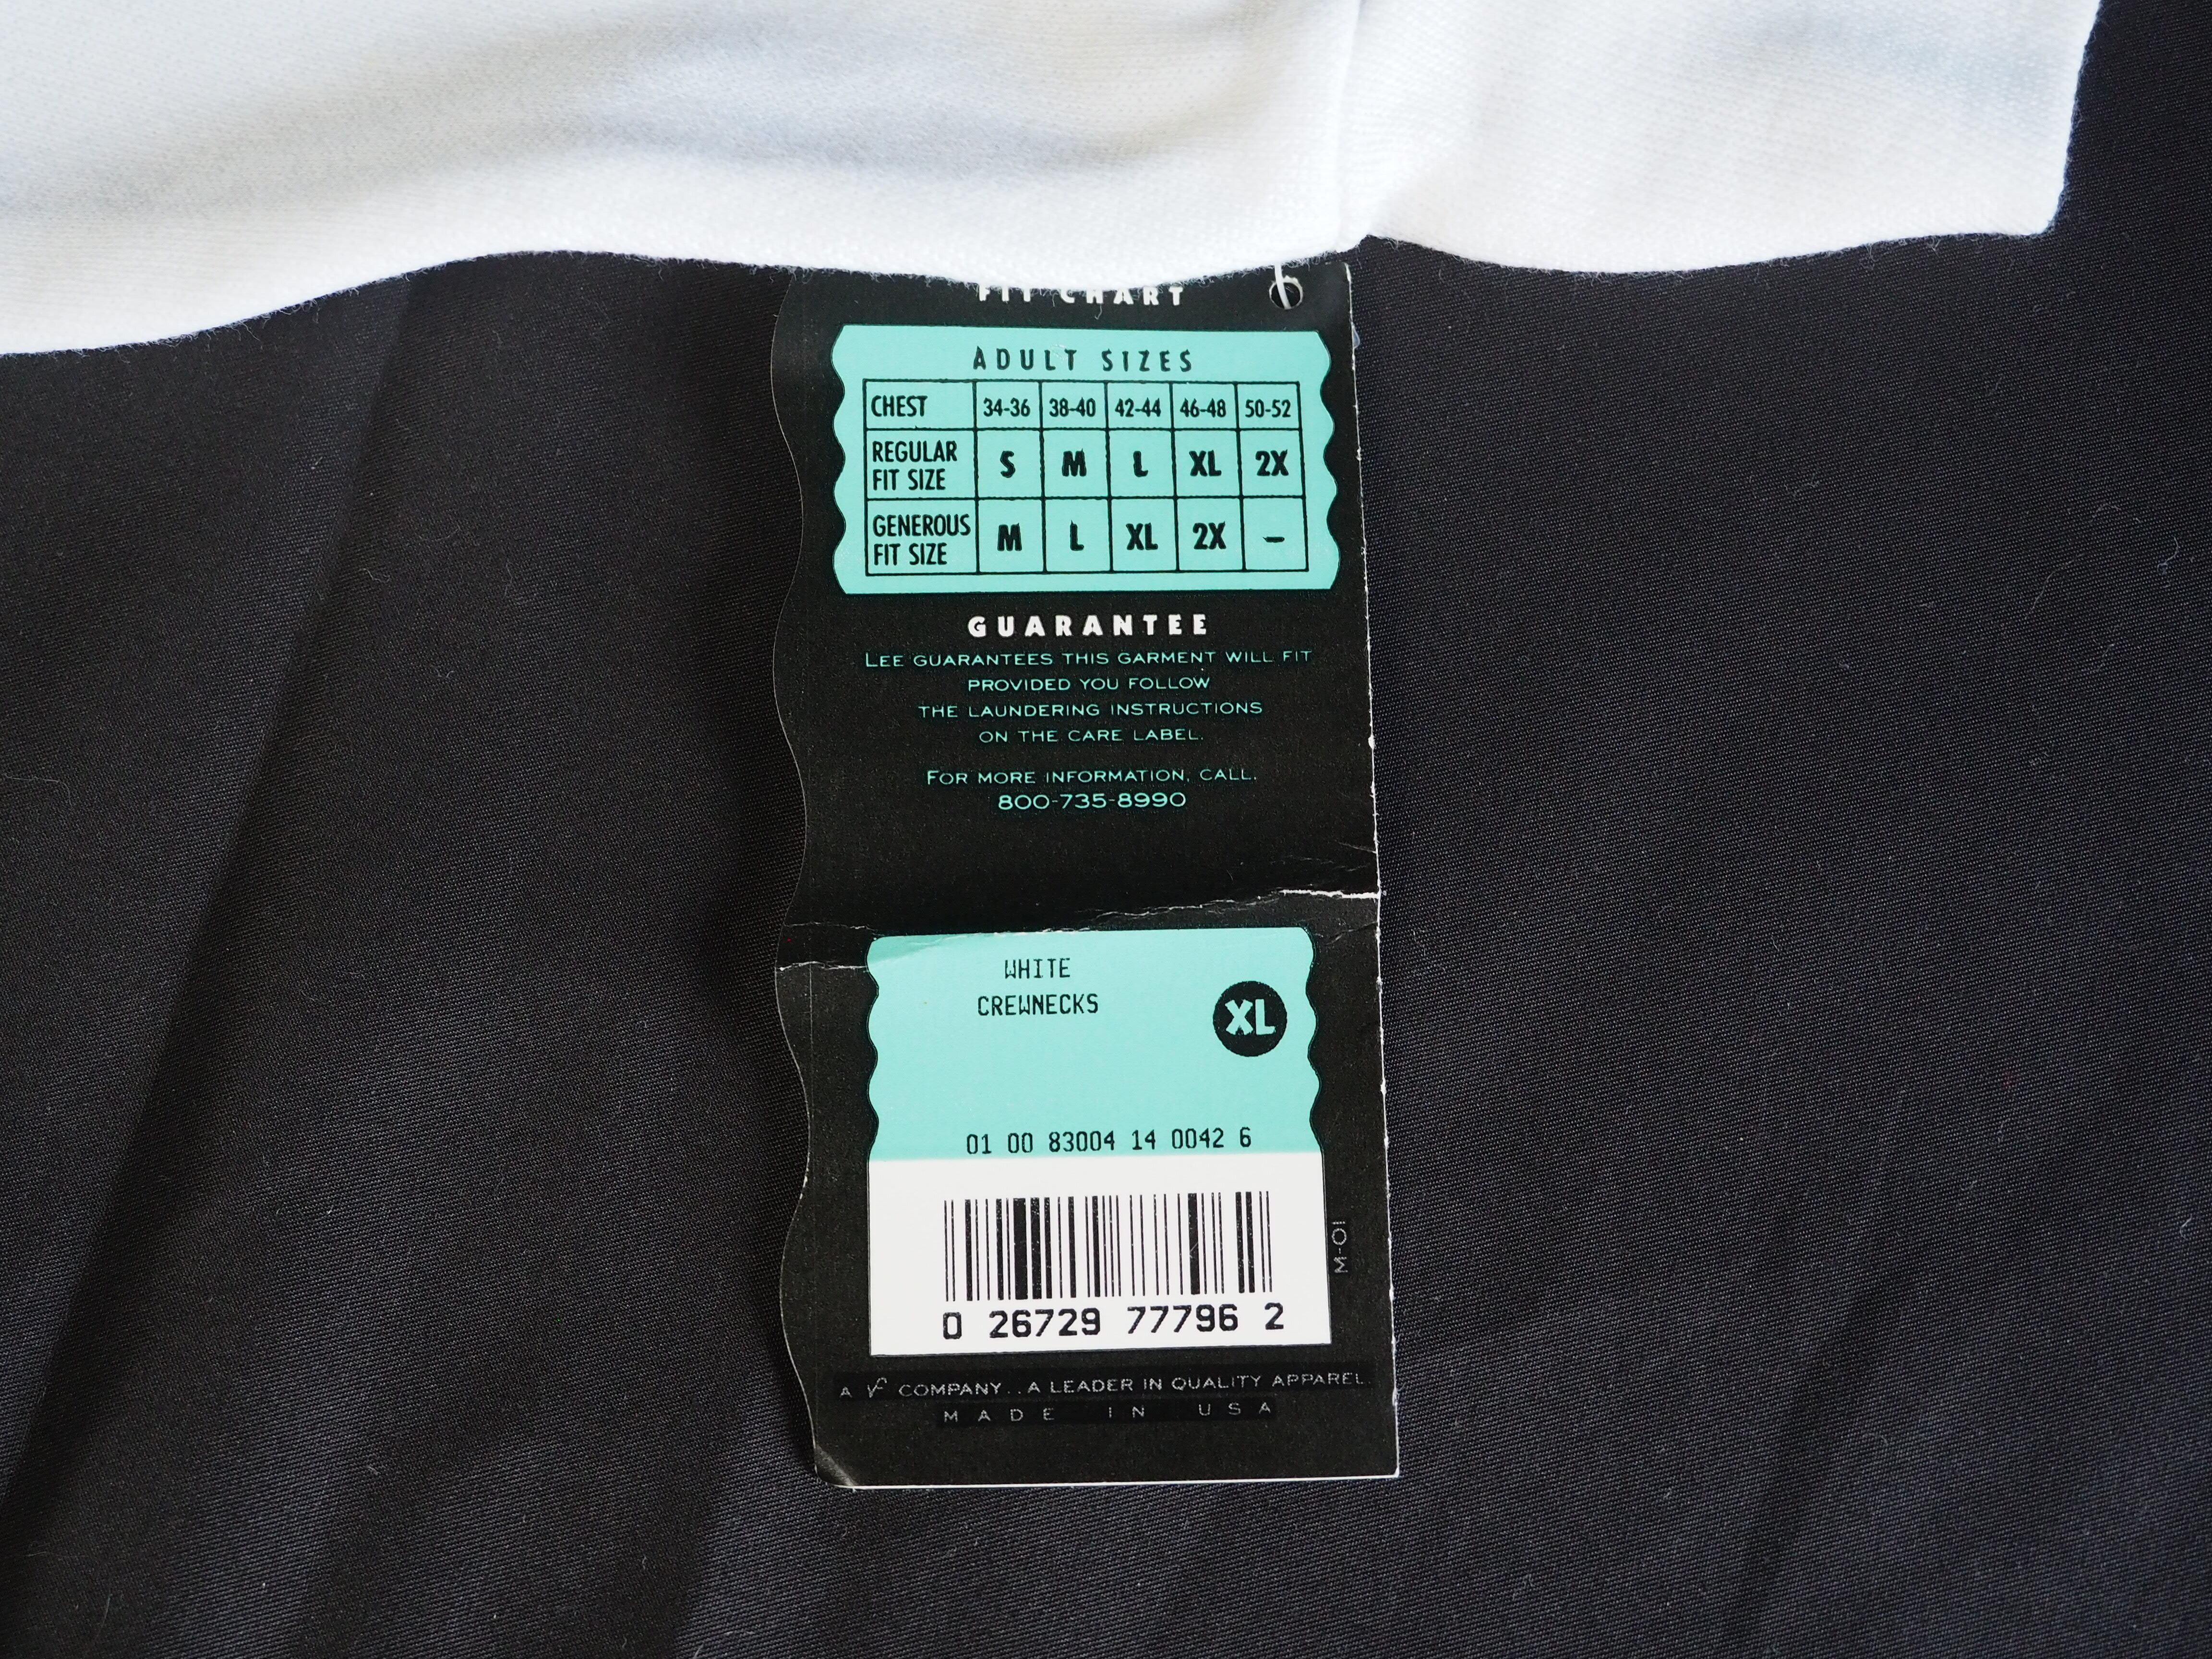 FIT CHART
ADULT SIZES
CHEST 34-36 38-40 42-44 46-48 50-52
REGULAR FIT SIZE S M L XL 2X
GENEROUS FIT SIZE M L XL 2X –
GUARANTEE
LEE GUARANTEES THIS GARMENT WILL FIT
PROVIDED YOU FOLLOW
THE LAUNDERING INSTRUCTIONS
ON THE CARE LABEL.
FOR MORE INFORMATION, CALL.
800-735-8990
WHITE
CREWNECKS
XL
01 00 83004 14 0042 6
M-01
0 26729 77796 2
A VF COMPANY...A LEADER IN QUALITY APPAREL.
MADE IN USA